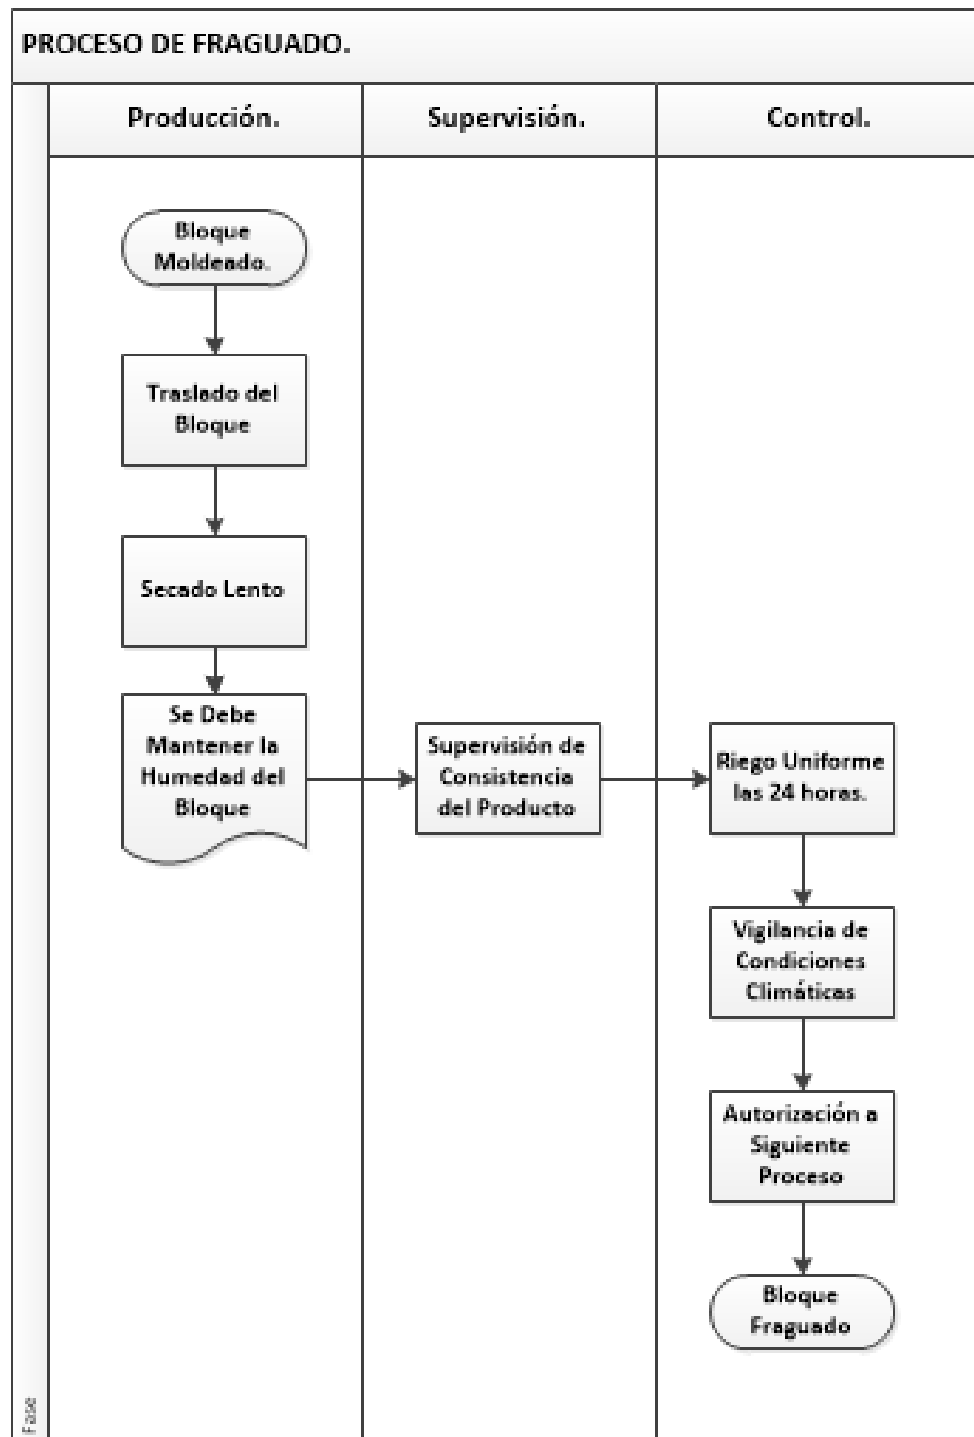 PROCESO DE FRAGUADO.
Producción.
Supervisión.
Control.
Bloque
Moldeado.
Traslado del
Bloque
Secado Lento
Se Debe
Mantener la
Humedad del
Bloque
Supervisión de
Consistencia
del Producto
Riego Uniforme
las 24 horas.
Vigilancia de
Condiciones
Climáticas
Autorización a
Siguiente
Proceso
Bloque
Fraguado
Fase